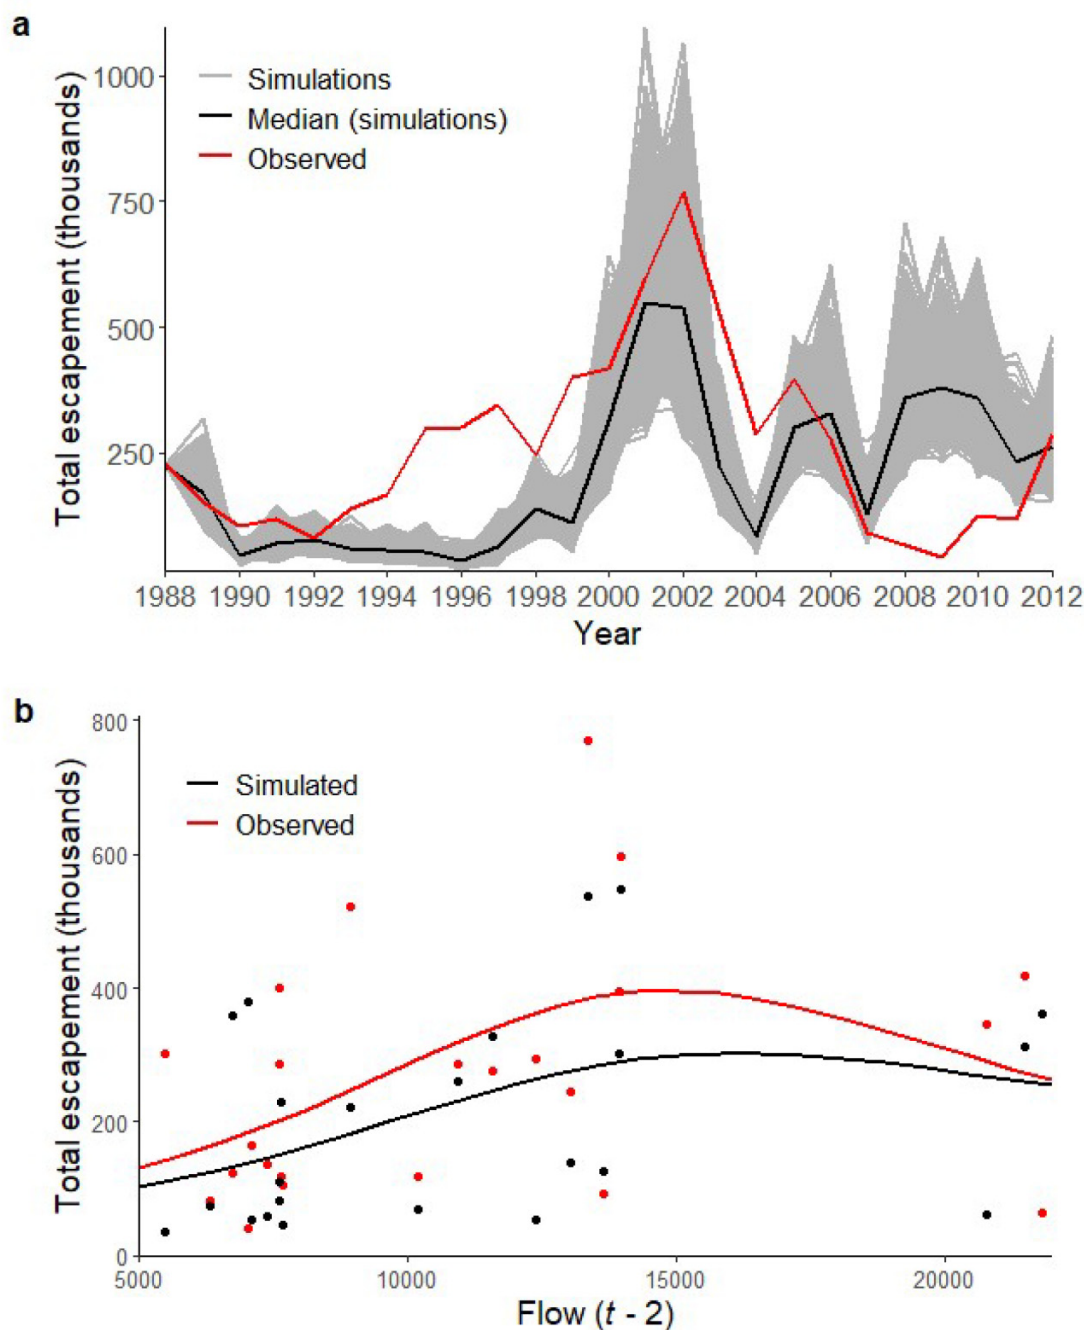 a
Total escapement (thousands)
1000
750
500
250
Simulations
Median (simulations)
Observed
1988 1990 1992 1994 1996 1998 2000 2002 2004 2006 2008 2010 2012
Year
b
Total escapement (thousands)
800
600
400
200
0
Simulated
Observed
5000 10000 15000 20000
Flow (t - 2)